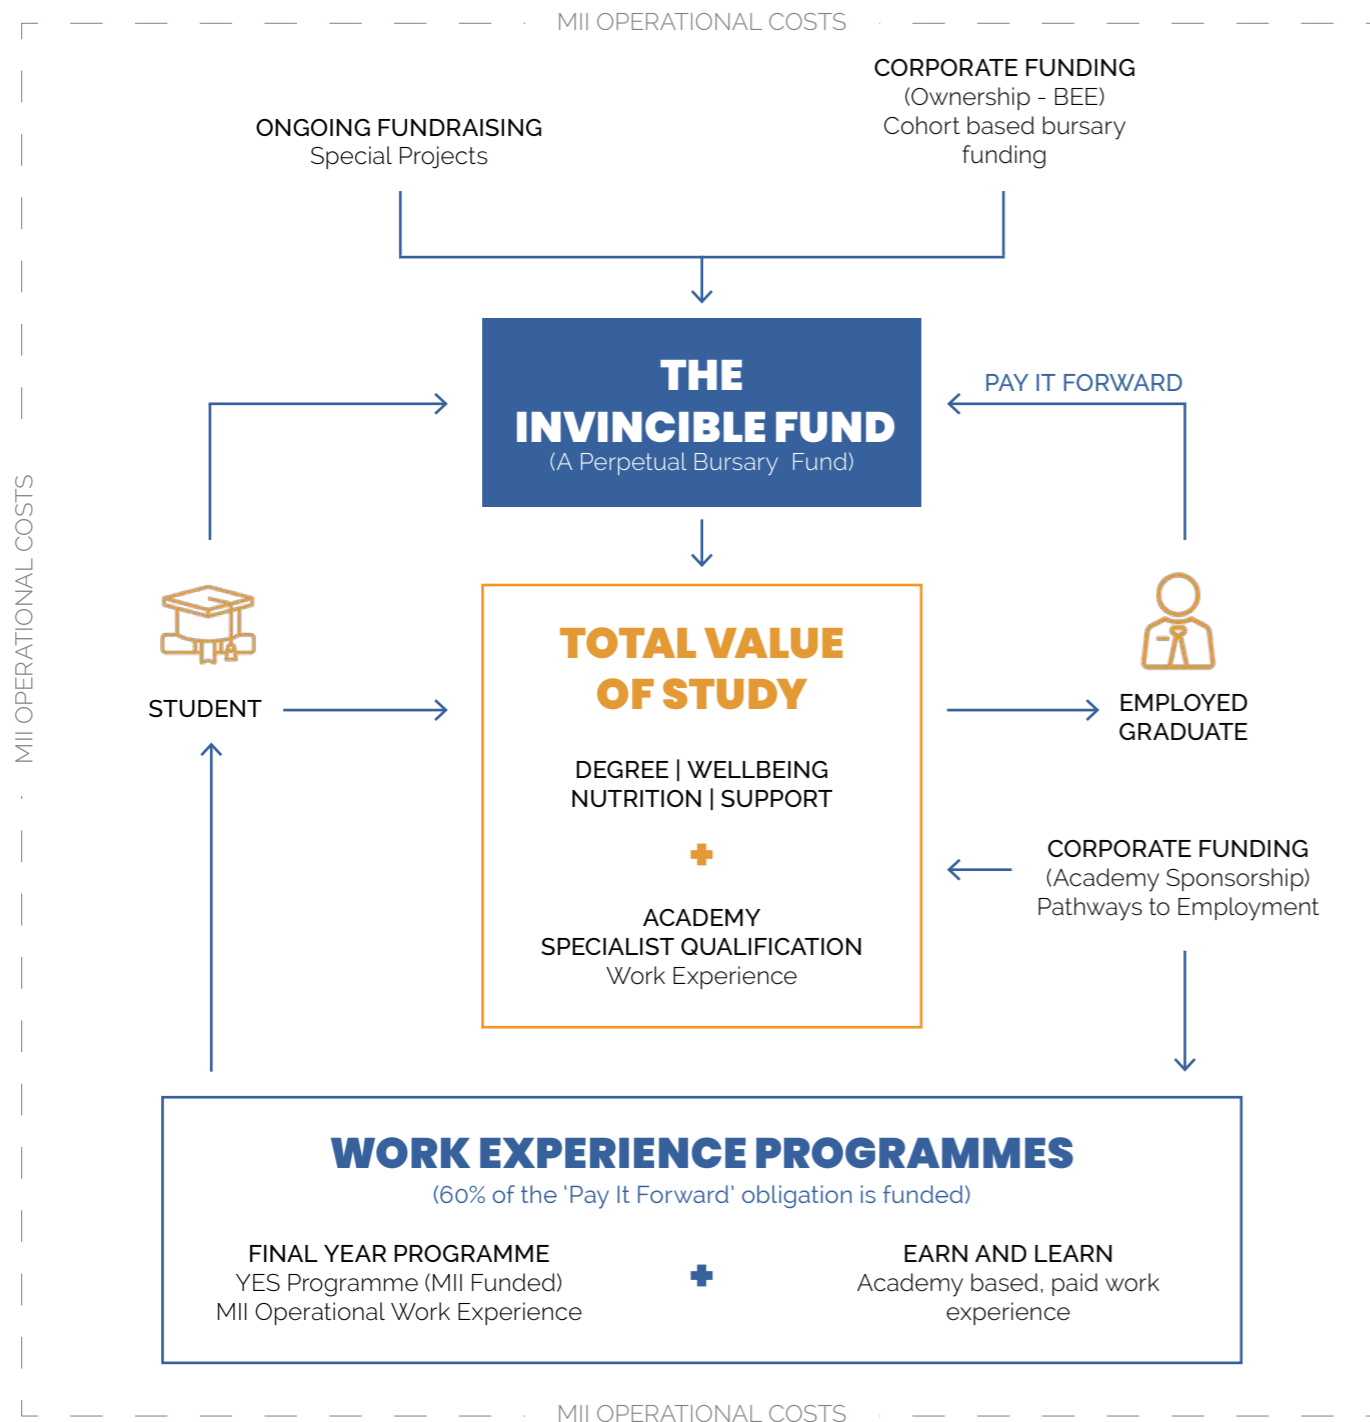 MII OPERATIONAL COSTS
CORPORATE FUNDING
(Ownership - BEE)
Cohort based bursary
funding
ONGOING FUNDRAISING
Special Projects
THE
INVINCIBLE FUND
(A Perpetual Bursary Fund)
PAY IT FORWARD
MII OPERATIONAL COSTS
STUDENT
TOTAL VALUE
OF STUDY
DEGREE | WELLBEING
NUTRITION | SUPPORT
ACADEMY
SPECIALIST QUALIFICATION
Work Experience
EMPLOYED
GRADUATE
CORPORATE FUNDING
(Academy Sponsorship)
Pathways to Employment
WORK EXPERIENCE PROGRAMMES
(60% of the ‘Pay It Forward’ obligation is funded)
FINAL YEAR PROGRAMME
YES Programme (MII Funded)
MII Operational Work Experience
EARN AND LEARN
Academy based, paid work
experience
MII OPERATIONAL COSTS